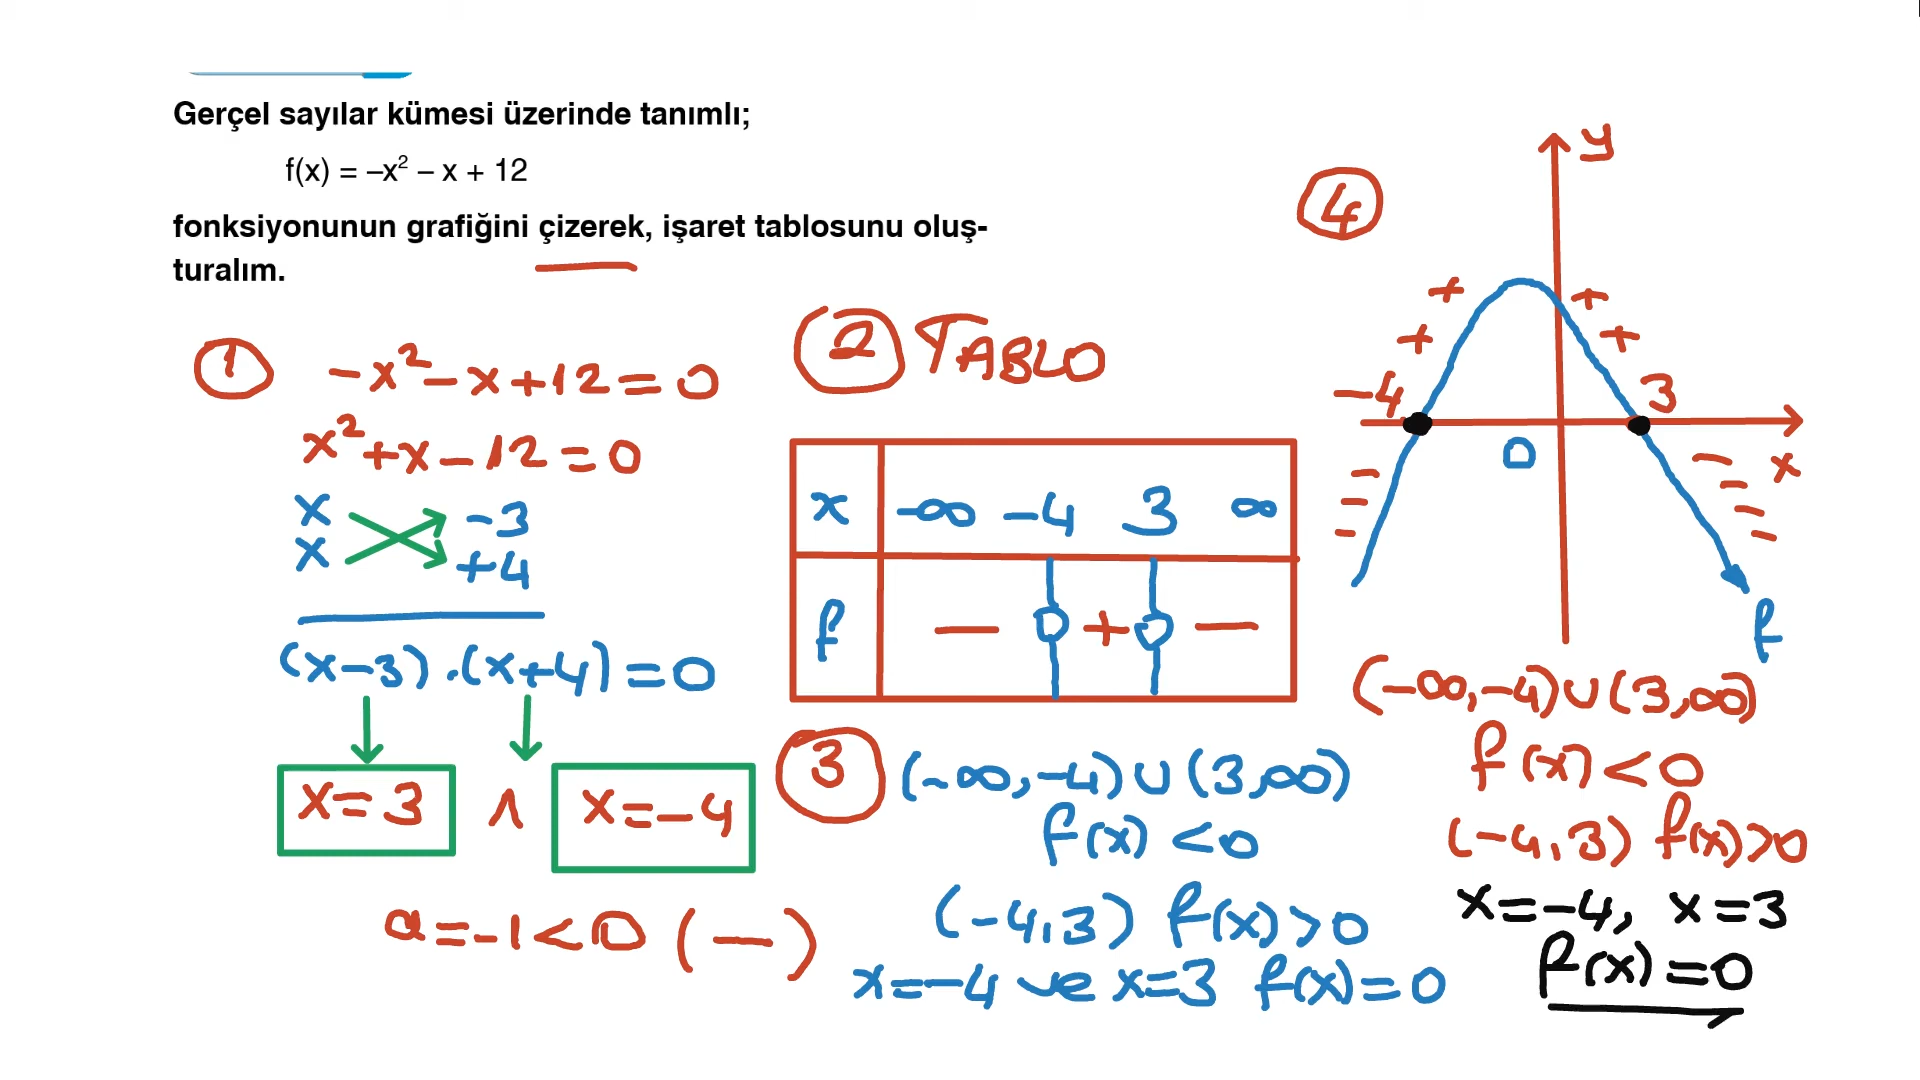 Gerçel sayılar kümesi üzerinde tanımlı;
f(x) = –x² – x + 12
fonksiyonunun grafiğini çizerek, işaret tablosunu oluş-
turalım.
1
-x²-x+12=0
x²+x-12=0
x -3
x +4
(x-3).(x+4)=0
x=3 ∧ x=-4
a=-1<0 (-)
2 TABLO
x -∞ -4 3 ∞
f - 0 + 0 -
3 (-∞,-4)∪(3,∞)
f(x)<0
(-4,3) f(x)>0
x=-4 ve x=3 f(x)=0
4
y
+ +
+ +
-4 3
0 x
- - - - - - -
f
(-∞,-4)∪(3,∞)
f(x)<0
(-4,3) f(x)>0
x=-4, x=3
f(x)=0